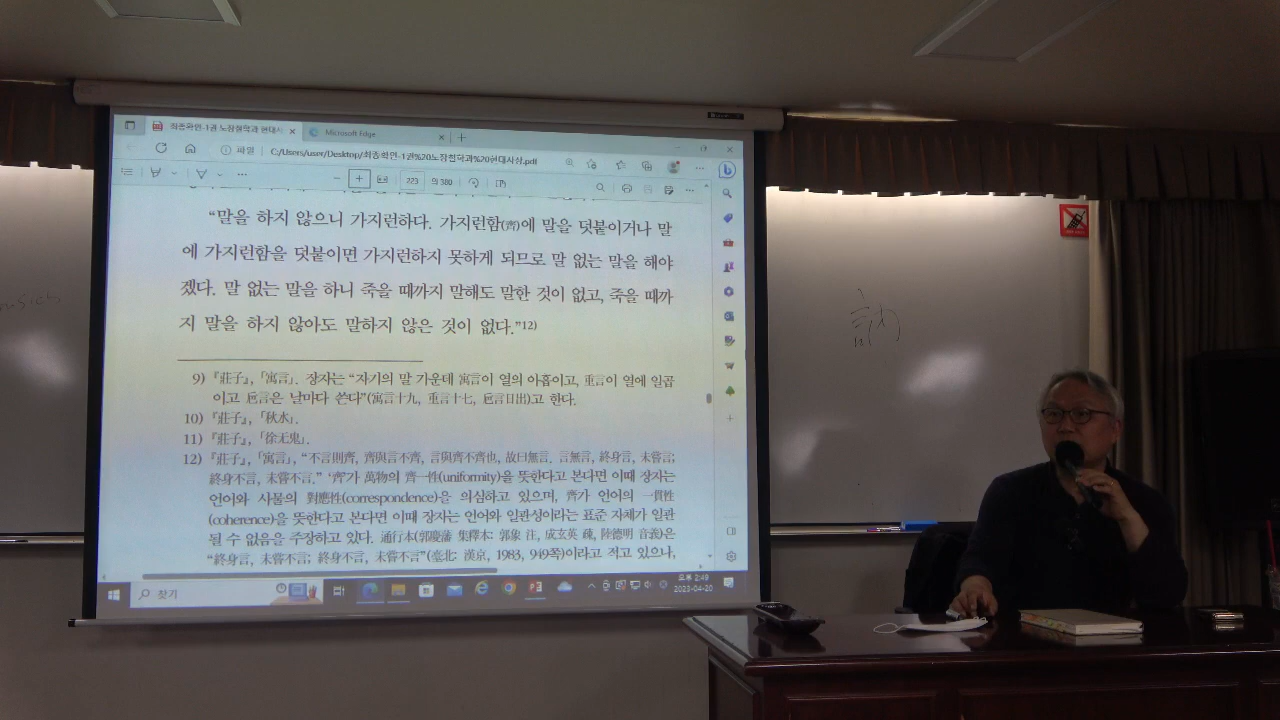 최종확인-1권 노장철학과 현대사
Microsoft Edge
파일
C:/Users/user/Desktop/최종확인-1권%20노장철학과%20현대사상.pdf
223 의 380
“말을 하지 않으니 가지런하다. 가지런함(齊)에 말을 덧붙이거나 말
에 가지런함을 덧붙이면 가지런하지 못하게 되므로 말 없는 말을 해야
겠다. 말 없는 말을 하니 죽을 때까지 말해도 말한 것이 없고, 죽을 때까
지 말을 하지 않아도 말하지 않은 것이 없다.”12)
9) 『莊子』, 「寓言」. 장자는 “자기의 말 가운데 寓言이 열의 아홉이고, 重言이 열에 일곱
이고 巵言은 날마다 쓴다”(寓言十九, 重言十七, 巵言日出)고 한다.
10) 『莊子』, 「秋水」.
11) 『莊子』, 「徐无鬼」.
12) 『莊子』, 「寓言」, “不言則齊, 齊與言不齊, 言與齊不齊也, 故曰無言. 言無言, 終身言, 未嘗言;
終身不言, 未嘗不言.” ‘齊’가 萬物의 齊一性(uniformity)을 뜻한다고 본다면 이때 장자는
언어와 사물의 對應性(correspondence)을 의심하고 있으며, 齊가 언어의 一貫性
(coherence)을 뜻한다고 본다면 이때 장자는 언어와 일관성이라는 표준 자체가 일관
될 수 없음을 주장하고 있다. 通行本(郭慶藩 集釋本: 郭象 注, 成玄英 疏, 陸德明 音義)은
“終身言, 未嘗不言; 終身不言, 未嘗不言”(臺北: 漢京, 1983, 949쪽)이라고 적고 있으나,
찾기
오후 2:49
2023-04-20
訥